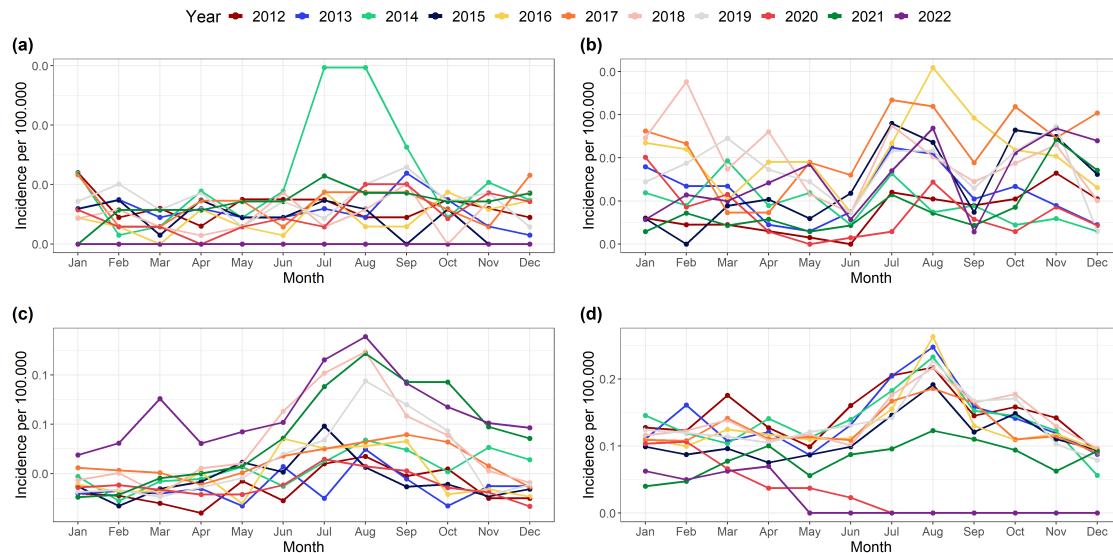 Year 2012 2013 2014 2015 2016 2017 2018 2019 2020 2021 2022
(a) (b)
Incidence per 100.000
0.0
0.0
0.0
0.0
Jan Feb Mar Apr May Jun Jul Aug Sep Oct Nov Dec
Month
Incidence per 100.000
0.0
0.0
0.0
0.0
0.0
Jan Feb Mar Apr May Jun Jul Aug Sep Oct Nov Dec
Month
(c) (d)
Incidence per 100.000
0.1
0.1
0.0
Jan Feb Mar Apr May Jun Jul Aug Sep Oct Nov Dec
Month
Incidence per 100.000
0.2
0.1
0.0
Jan Feb Mar Apr May Jun Jul Aug Sep Oct Nov Dec
Month